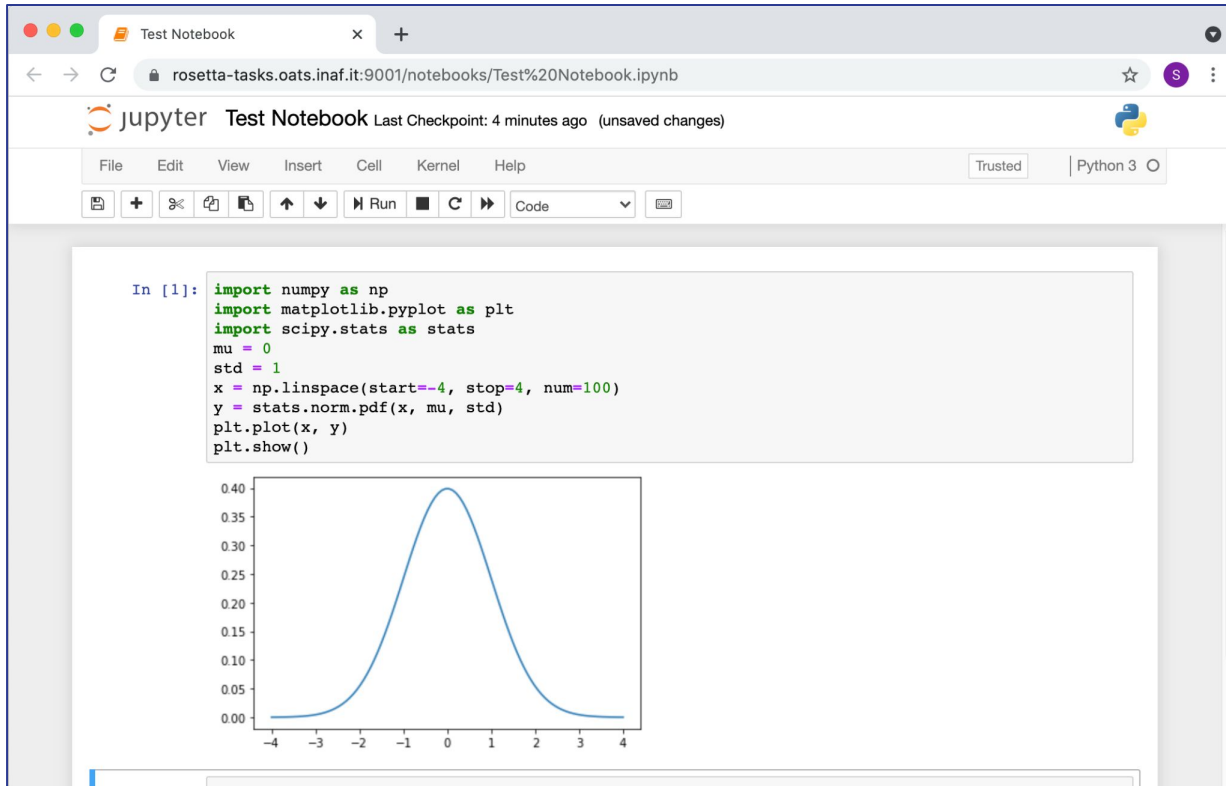 Test Notebook
rosetta-tasks.oats.inaf.it:9001/notebooks/Test%20Notebook.ipynb
S
jupyter Test Notebook Last Checkpoint: 4 minutes ago (unsaved changes)
File Edit View Insert Cell Kernel Help Trusted Python 3
Run Code
In [1]: import numpy as np
import matplotlib.pyplot as plt
import scipy.stats as stats
mu = 0
std = 1
x = np.linspace(start=-4, stop=4, num=100)
y = stats.norm.pdf(x, mu, std)
plt.plot(x, y)
plt.show()
0.40
0.35
0.30
0.25
0.20
0.15
0.10
0.05
0.00
−4 −3 −2 −1 0 1 2 3 4